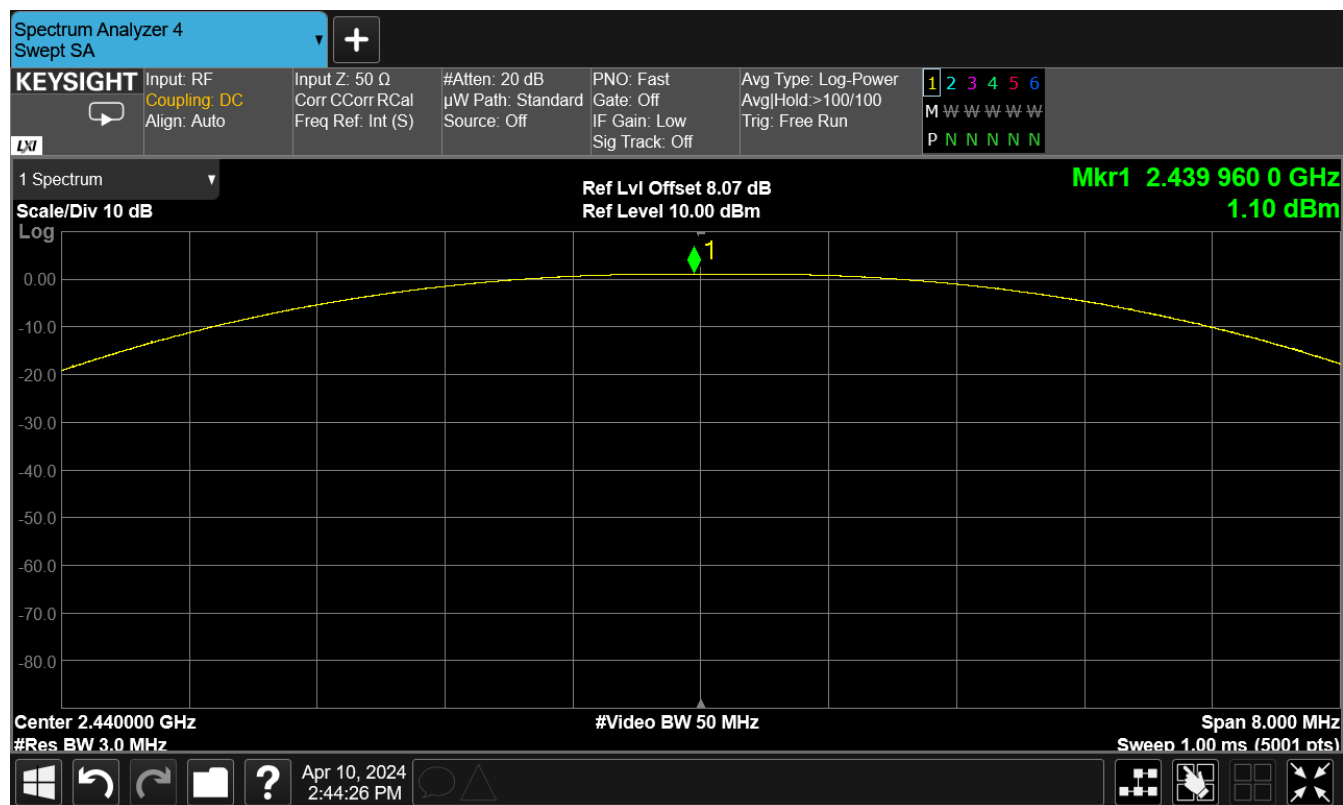 Spectrum Analyzer 4
Swept SA
KEYSIGHT
LXI
Input: RF
Coupling: DC
Align: Auto
Input Z: 50 Ω
Corr CCorr RCal
Freq Ref: Int (S)
#Atten: 20 dB
µW Path: Standard
Source: Off
PNO: Fast
Gate: Off
IF Gain: Low
Sig Track: Off
Avg Type: Log-Power
Avg|Hold:>100/100
Trig: Free Run
1 2 3 4 5 6
M W W W W W
P N N N N N
1 Spectrum
Scale/Div 10 dB
Log
Ref Lvl Offset 8.07 dB
Ref Level 10.00 dBm
Mkr1 2.439 960 0 GHz
1.10 dBm
1
0.00
-10.0
-20.0
-30.0
-40.0
-50.0
-60.0
-70.0
-80.0
Center 2.440000 GHz
#Res BW 3.0 MHz
#Video BW 50 MHz
Span 8.000 MHz
Sweep 1.00 ms (5001 pts)
?
Apr 10, 2024
2:44:26 PM